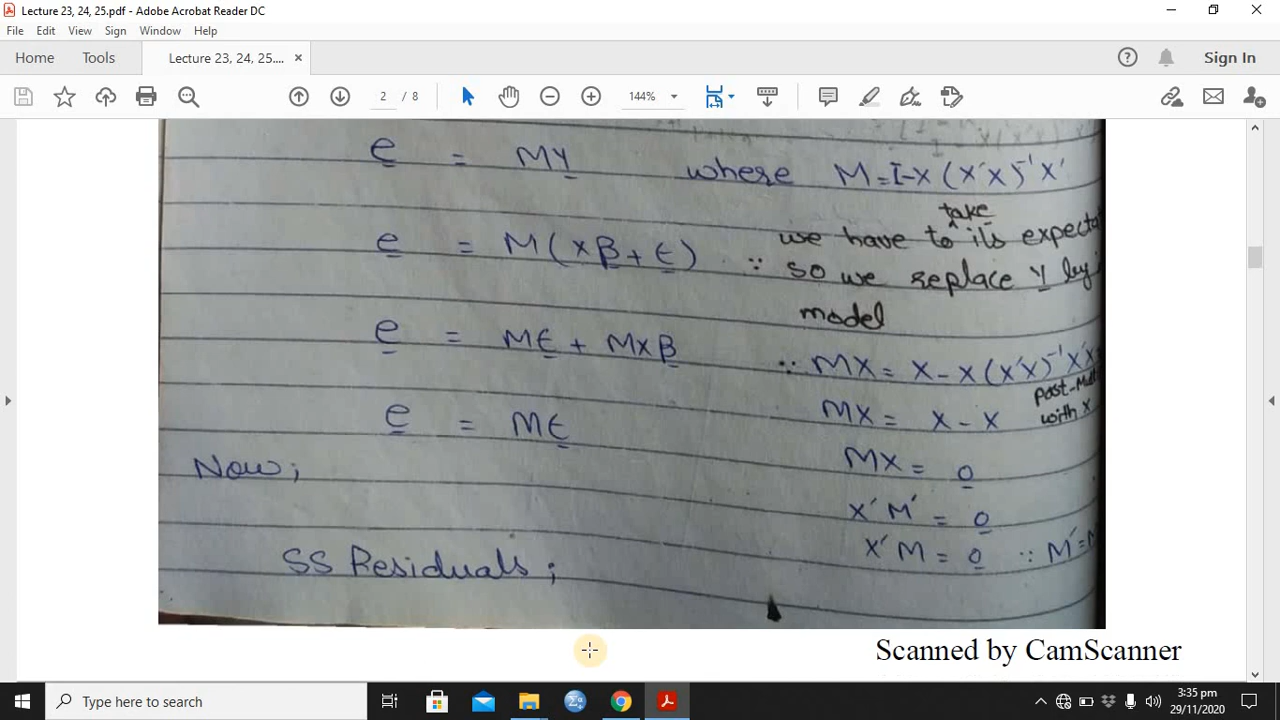 Lecture 23, 24, 25.pdf - Adobe Acrobat Reader DC
File Edit View Sign Window Help
Home Tools Lecture 23, 24, 25.... × Sign In
2 / 8 144%
e = MY where M = I-X (X'X)⁻¹ X'
take
we have to its expecta
e = M(Xβ + ϵ) ∵ so we replace Y by
model
e = Mϵ + MXβ ∵ MX = X - X(X'X)⁻¹X'X
post-Mul
with X
MX = X - X
e = Mϵ
MX = 0
Now;
X'M' = 0
X'M = 0 ∵ M'=M
SS Residuals;
Scanned by CamScanner
Type here to search
3:35 pm
29/11/2020